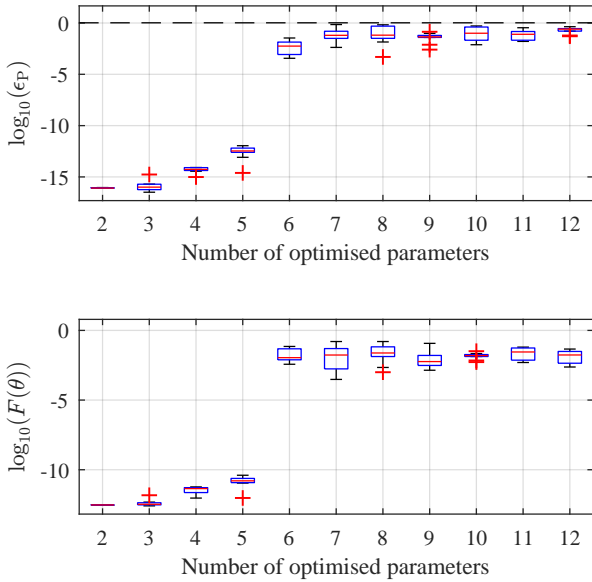 log₁₀(ϵ_P)
0
-5
-10
-15
2 3 4 5 6 7 8 9 10 11 12
Number of optimised parameters
log₁₀(F(θ))
0
-5
-10
2 3 4 5 6 7 8 9 10 11 12
Number of optimised parameters